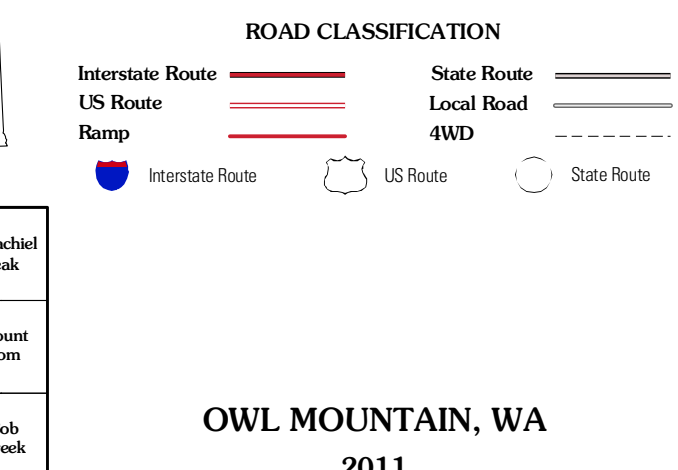 ROAD CLASSIFICATION
Interstate Route State Route
US Route Local Road
Ramp 4WD
Interstate Route US Route State Route
OWL MOUNTAIN, WA
2011